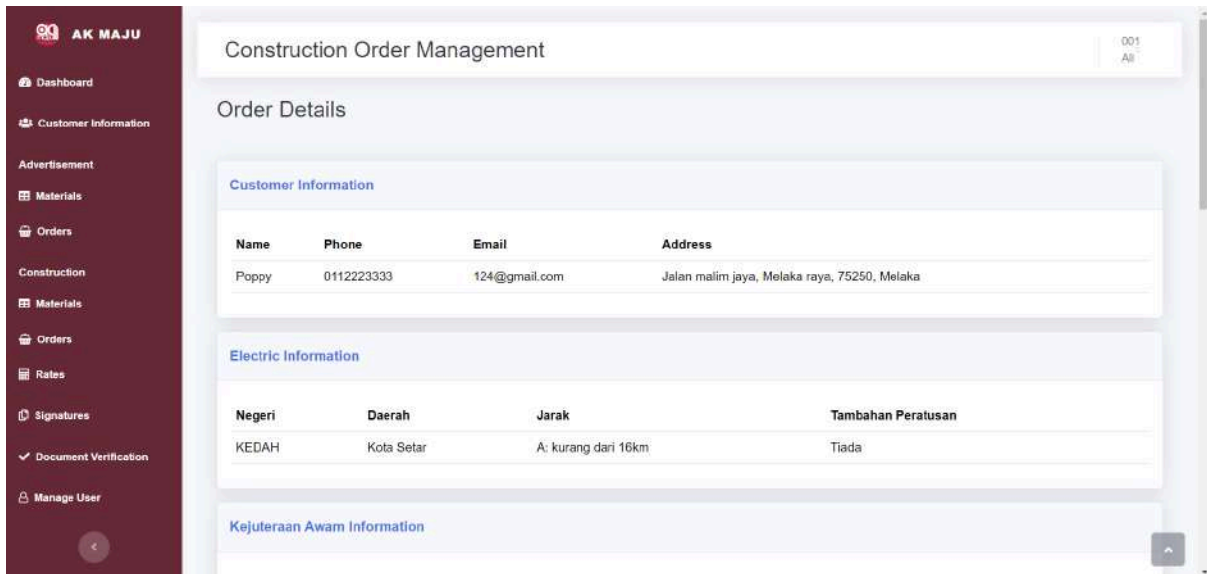 AK MAJU
Dashboard
Customer Information
Advertisement
Materials
Orders
Construction
Materials
Orders
Rates
Signatures
Document Verification
Manage User
Construction Order Management
001
Ali
Order Details
Customer Information
Name Phone Email Address
Poppy 0112223333 124@gmail.com Jalan malim jaya, Melaka raya, 75250, Melaka
Electric Information
Negeri Daerah Jarak Tambahan Peratusan
KEDAH Kota Setar A: kurang dari 16km Tiada
Kejuteraan Awam Information